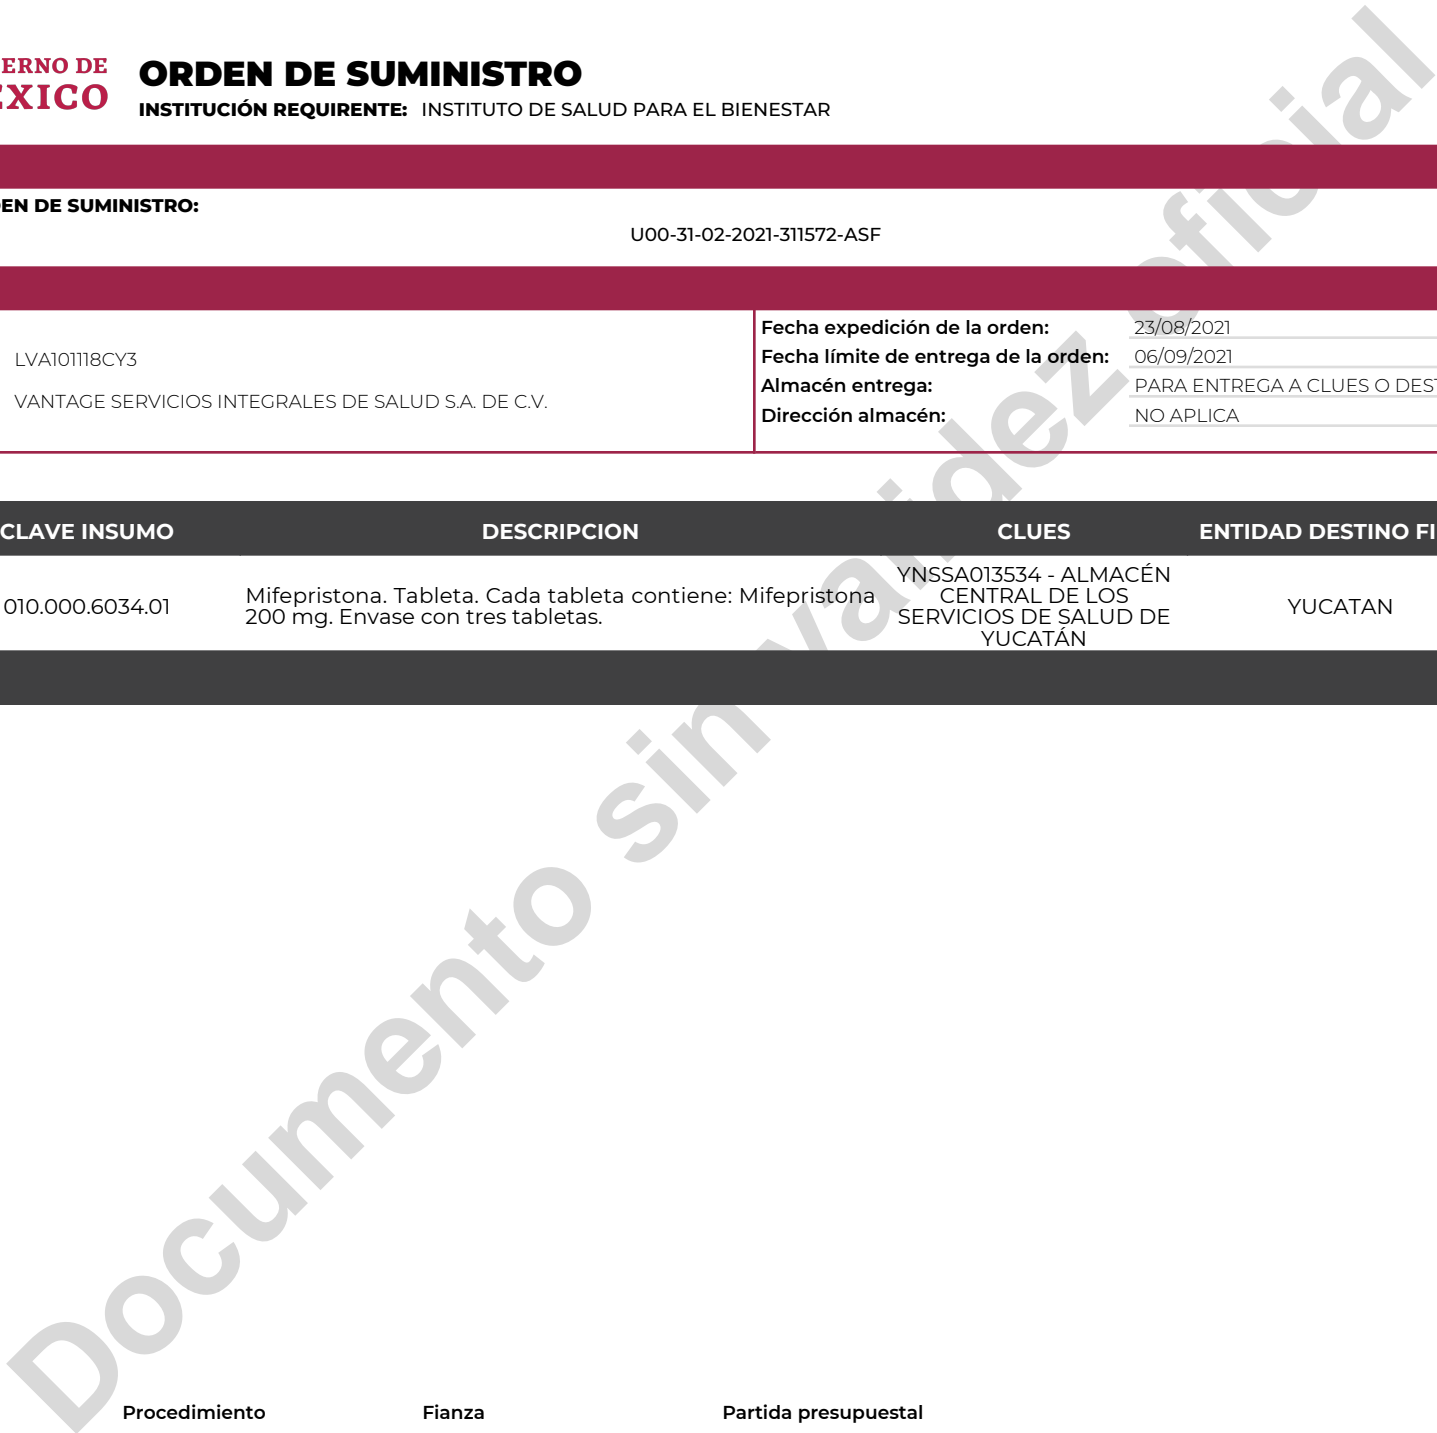 ERNO DE
ÉXICO
ORDEN DE SUMINISTRO
INSTITUCIÓN REQUIRENTE: INSTITUTO DE SALUD PARA EL BIENESTAR
EN DE SUMINISTRO:
U00-31-02-2021-311572-ASF
LVA101118CY3
VANTAGE SERVICIOS INTEGRALES DE SALUD S.A. DE C.V.
Fecha expedición de la orden: 23/08/2021
Fecha límite de entrega de la orden: 06/09/2021
Almacén entrega: PARA ENTREGA A CLUES O DEST
Dirección almacén: NO APLICA
CLAVE INSUMO DESCRIPCION CLUES ENTIDAD DESTINO FI
010.000.6034.01
Mifepristona. Tableta. Cada tableta contiene: Mifepristona
200 mg. Envase con tres tabletas.
YNSSA013534 - ALMACÉN
CENTRAL DE LOS
SERVICIOS DE SALUD DE
YUCATÁN
YUCATAN
Procedimiento Fianza Partida presupuestal
Documento sin validez oficial